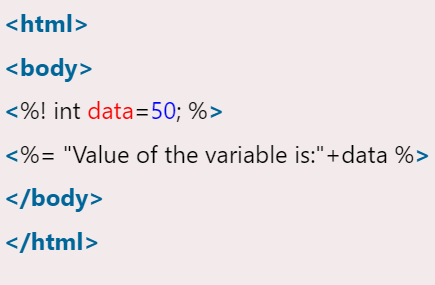 <html>
<body>
<%! int data=50; %>
<%= "Value of the variable is:"+data %>
</body>
</html>